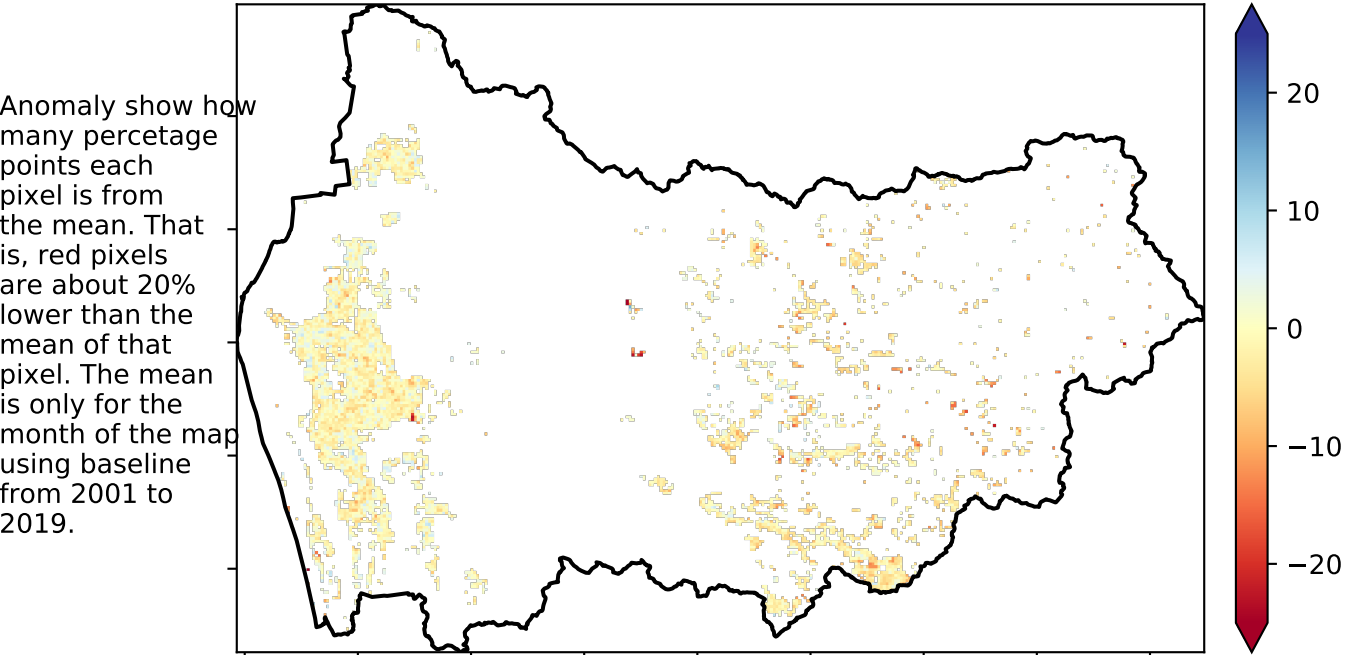 Anomaly show how
many percetage
points each
pixel is from
the mean. That
is, red pixels
are about 20%
lower than the
mean of that
pixel. The mean
is only for the
month of the map
using baseline
from 2001 to
2019.
20
10
0
−10
−20